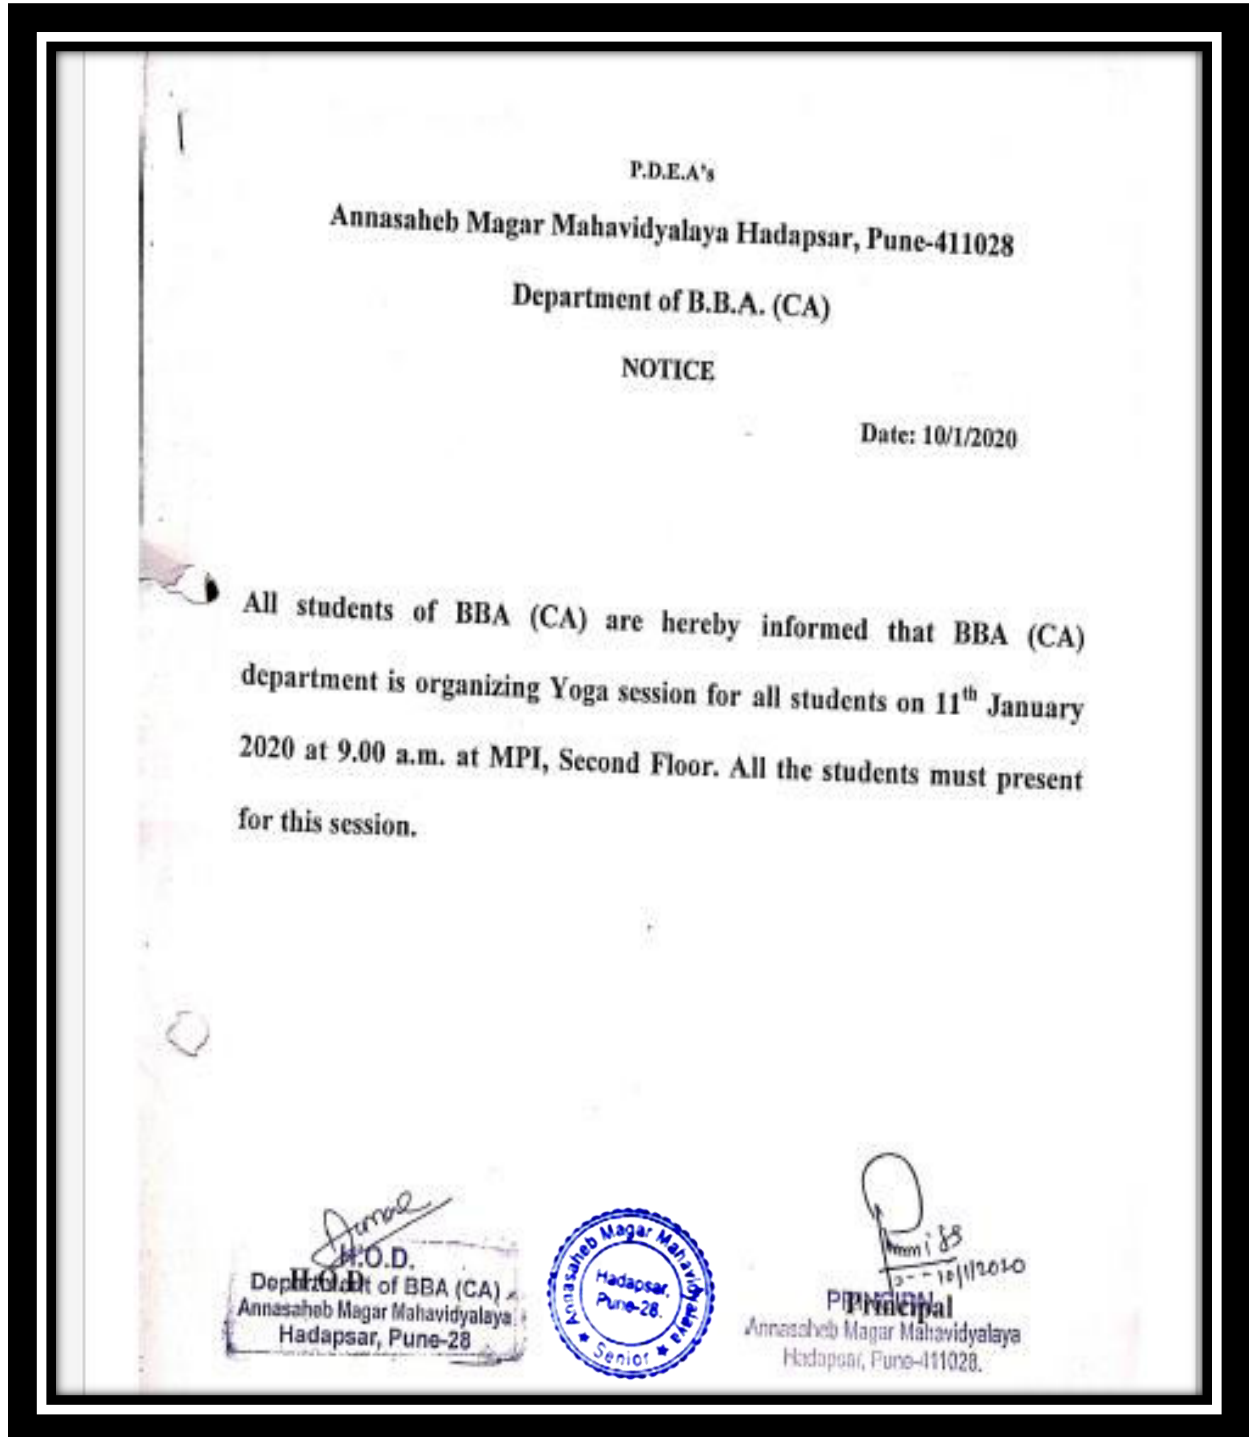 P.D.E.A's
Annasaheb Magar Mahavidyalaya Hadapsar, Pune-411028
Department of B.B.A. (CA)
NOTICE
Date: 10/1/2020
All students of BBA (CA) are hereby informed that BBA (CA)
department is organizing Yoga session for all students on 11th January
2020 at 9.00 a.m. at MPI, Second Floor. All the students must present
for this session.
H.O.D.
H.O.D
Department of BBA (CA)
Annasaheb Magar Mahavidyalaya
Hadapsar, Pune-28
Annasaheb Magar Mahavidyalaya
Hadapsar,
Pune-28.
★ Senior ★
10/1/2020
Principal
Annasaheb Magar Mahavidyalaya
Hadapsar, Pune-411028.